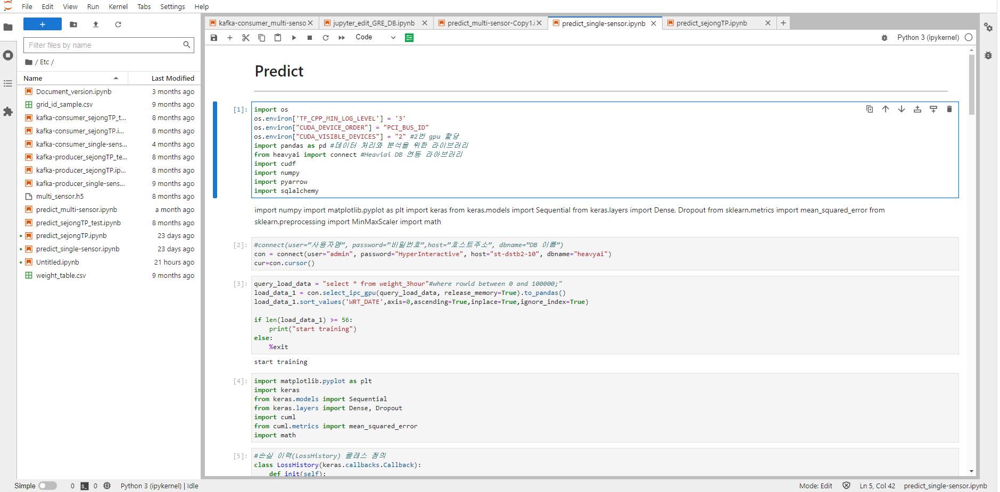 File Edit View Run Kernel Tabs Settings Help
+
Filter files by name
/ Etc /
Name Last Modified
Document_version.ipynb 3 months ago
grid_id_sample.csv 9 months ago
kafka-consumer_sejongTP_t... 8 months ago
kafka-consumer_sejongTP.i... 8 months ago
kafka-consumer_single-sens... 4 months ago
kafka-producer_sejongTP_te... 8 months ago
kafka-producer_sejongTP.ip... 8 months ago
kafka-producer_single-sens... 9 months ago
multi_sensor.h5 8 months ago
predict_multi-sensor.ipynb a month ago
predict_sejongTP_test.ipynb 8 months ago
predict_sejongTP.ipynb 23 days ago
predict_single-sensor.ipynb 23 days ago
Untitled.ipynb 21 hours ago
weight_table.csv 9 months ago
kafka-consumer_multi-senso jupyter_edit_GRE_DB.ipynb predict_multi-sensor-Copy1.i predict_single-sensor.ipynb predict_sejongTP.ipynb
Code Python 3 (ipykernel)
Predict
[1]: import os
os.environ['TF_CPP_MIN_LOG_LEVEL'] = '3'
os.environ["CUDA_DEVICE_ORDER"] = "PCI_BUS_ID"
os.environ["CUDA_VISIBLE_DEVICES"] = "2" #2번 gpu 할당
import pandas as pd #데이터 처리와 분석을 위한 라이브러리
from heavyai import connect #Heaviai DB 연동 라아브러리
import cudf
import numpy
import pyarrow
import sqlalchemy
import numpy import matplotlib.pyplot as plt import keras from keras.models import Sequential from keras.layers import Dense, Dropout from sklearn.metrics import mean_squared_error from
sklearn.preprocessing import MinMaxScaler import math
[2]: #connect(user=”사용자명”, password=”비밀번호”,host=”호스트주소”, dbname=”DB 이름”)
con = connect(user="admin", password="HyperInteractive", host="st-dstb2-10", dbname="heavyai")
cur=con.cursor()
[3]: query_load_data = "select * from weight_3hour"#where rowid between 0 and 100000;"
load_data_1 = con.select_ipc_gpu(query_load_data, release_memory=True).to_pandas()
load_data_1.sort_values('WRT_DATE',axis=0,ascending=True,inplace=True,ignore_index=True)
if len(load_data_1) >= 56:
print("start training")
else:
%exit
start training
[4]: import matplotlib.pyplot as plt
import keras
from keras.models import Sequential
from keras.layers import Dense, Dropout
import cuml
from cuml.metrics import mean_squared_error
import math
[5]: #손실 이력(LossHistory) 클래스 정의
class LossHistory(keras.callbacks.Callback):
def init(self):
Simple 0 0 Python 3 (ipykernel) | Idle Mode: Edit Ln 5, Col 42 predict_single-sensor.ipynb